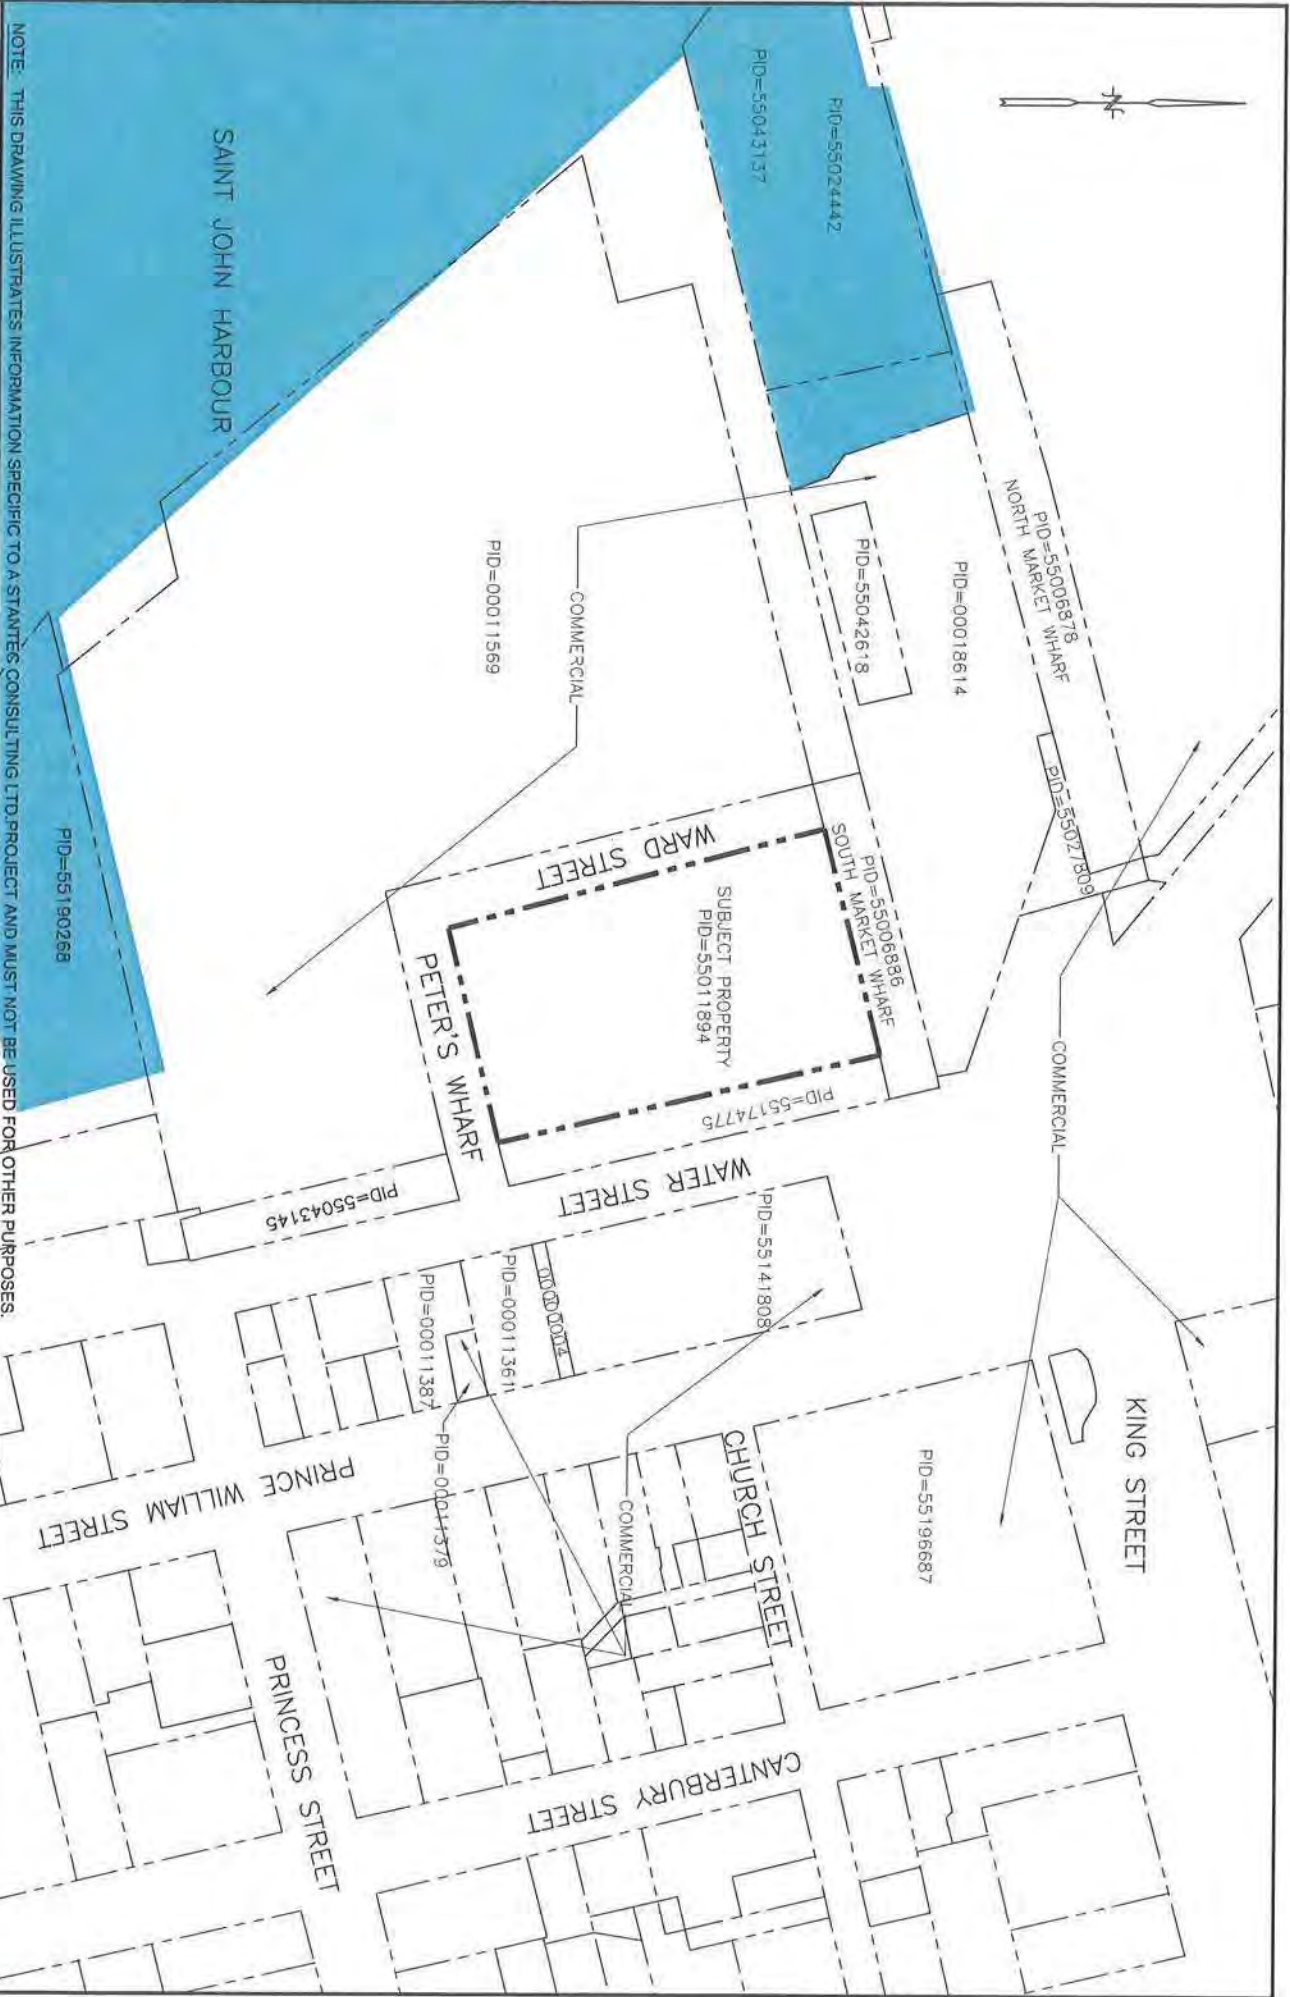 PID=55043137
PID=55024442
SAINT JOHN HARBOUR
PID=55006878
NORTH MARKET WHARF
PID=00018614
PID=55042618
COMMERCIAL
PID=00011569
PID=55190268
PID=55027809
PID=55006886
SOUTH MARKET WHARF
WARD STREET
SUBJECT PROPERTY
PID=55011894
PETER'S WHARF
PID=55174775
WATER STREET
PID=55043145
COMMERCIAL
KING STREET
PID=55141808
PID=00011361
PID=00011387
PID=00011379
PID=55196687
CHURCH STREET
COMMERCIAL
PRINCE WILLIAM STREET
PRINCESS STREET
CANTERBURY STREET
N
NOTE: THIS DRAWING ILLUSTRATES INFORMATION SPECIFIC TO A STANTEC CONSULTING LTD.PROJECT AND MUST NOT BE USED FOR OTHER PURPOSES.